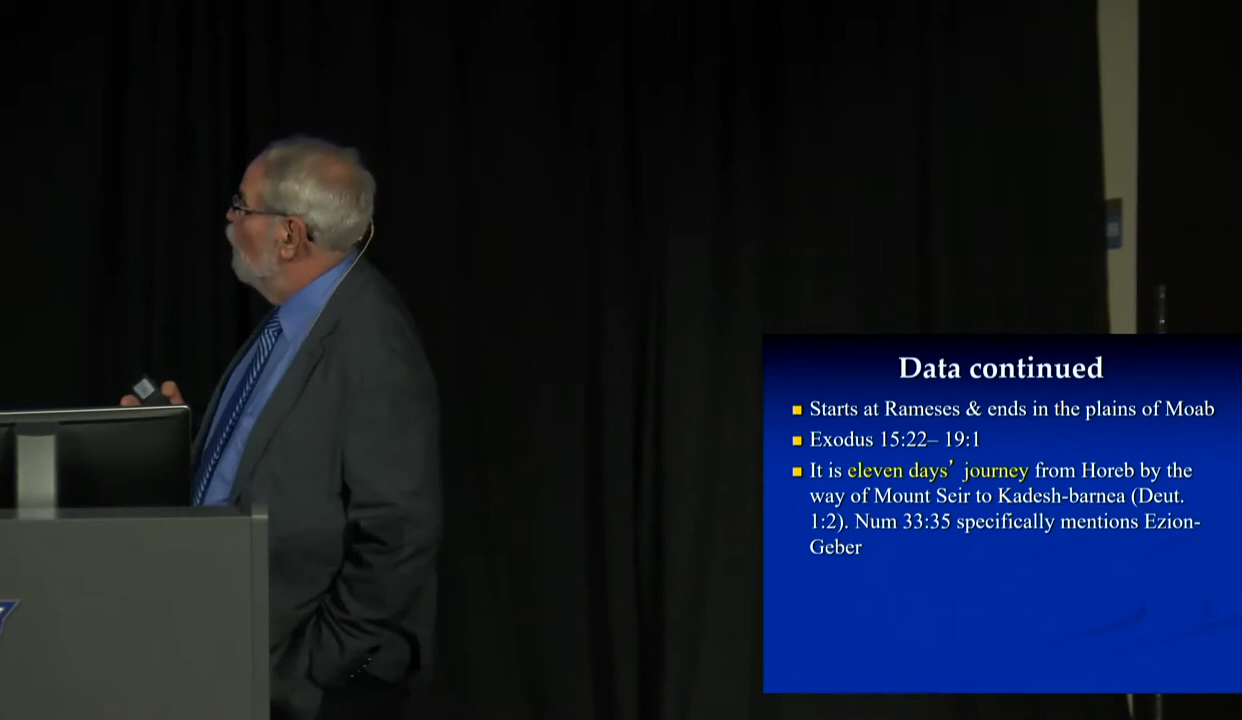 Data continued
Starts at Rameses & ends in the plains of Moab
Exodus 15:22– 19:1
It is eleven days’ journey from Horeb by the
way of Mount Seir to Kadesh-barnea (Deut.
1:2). Num 33:35 specifically mentions Ezion-
Geber